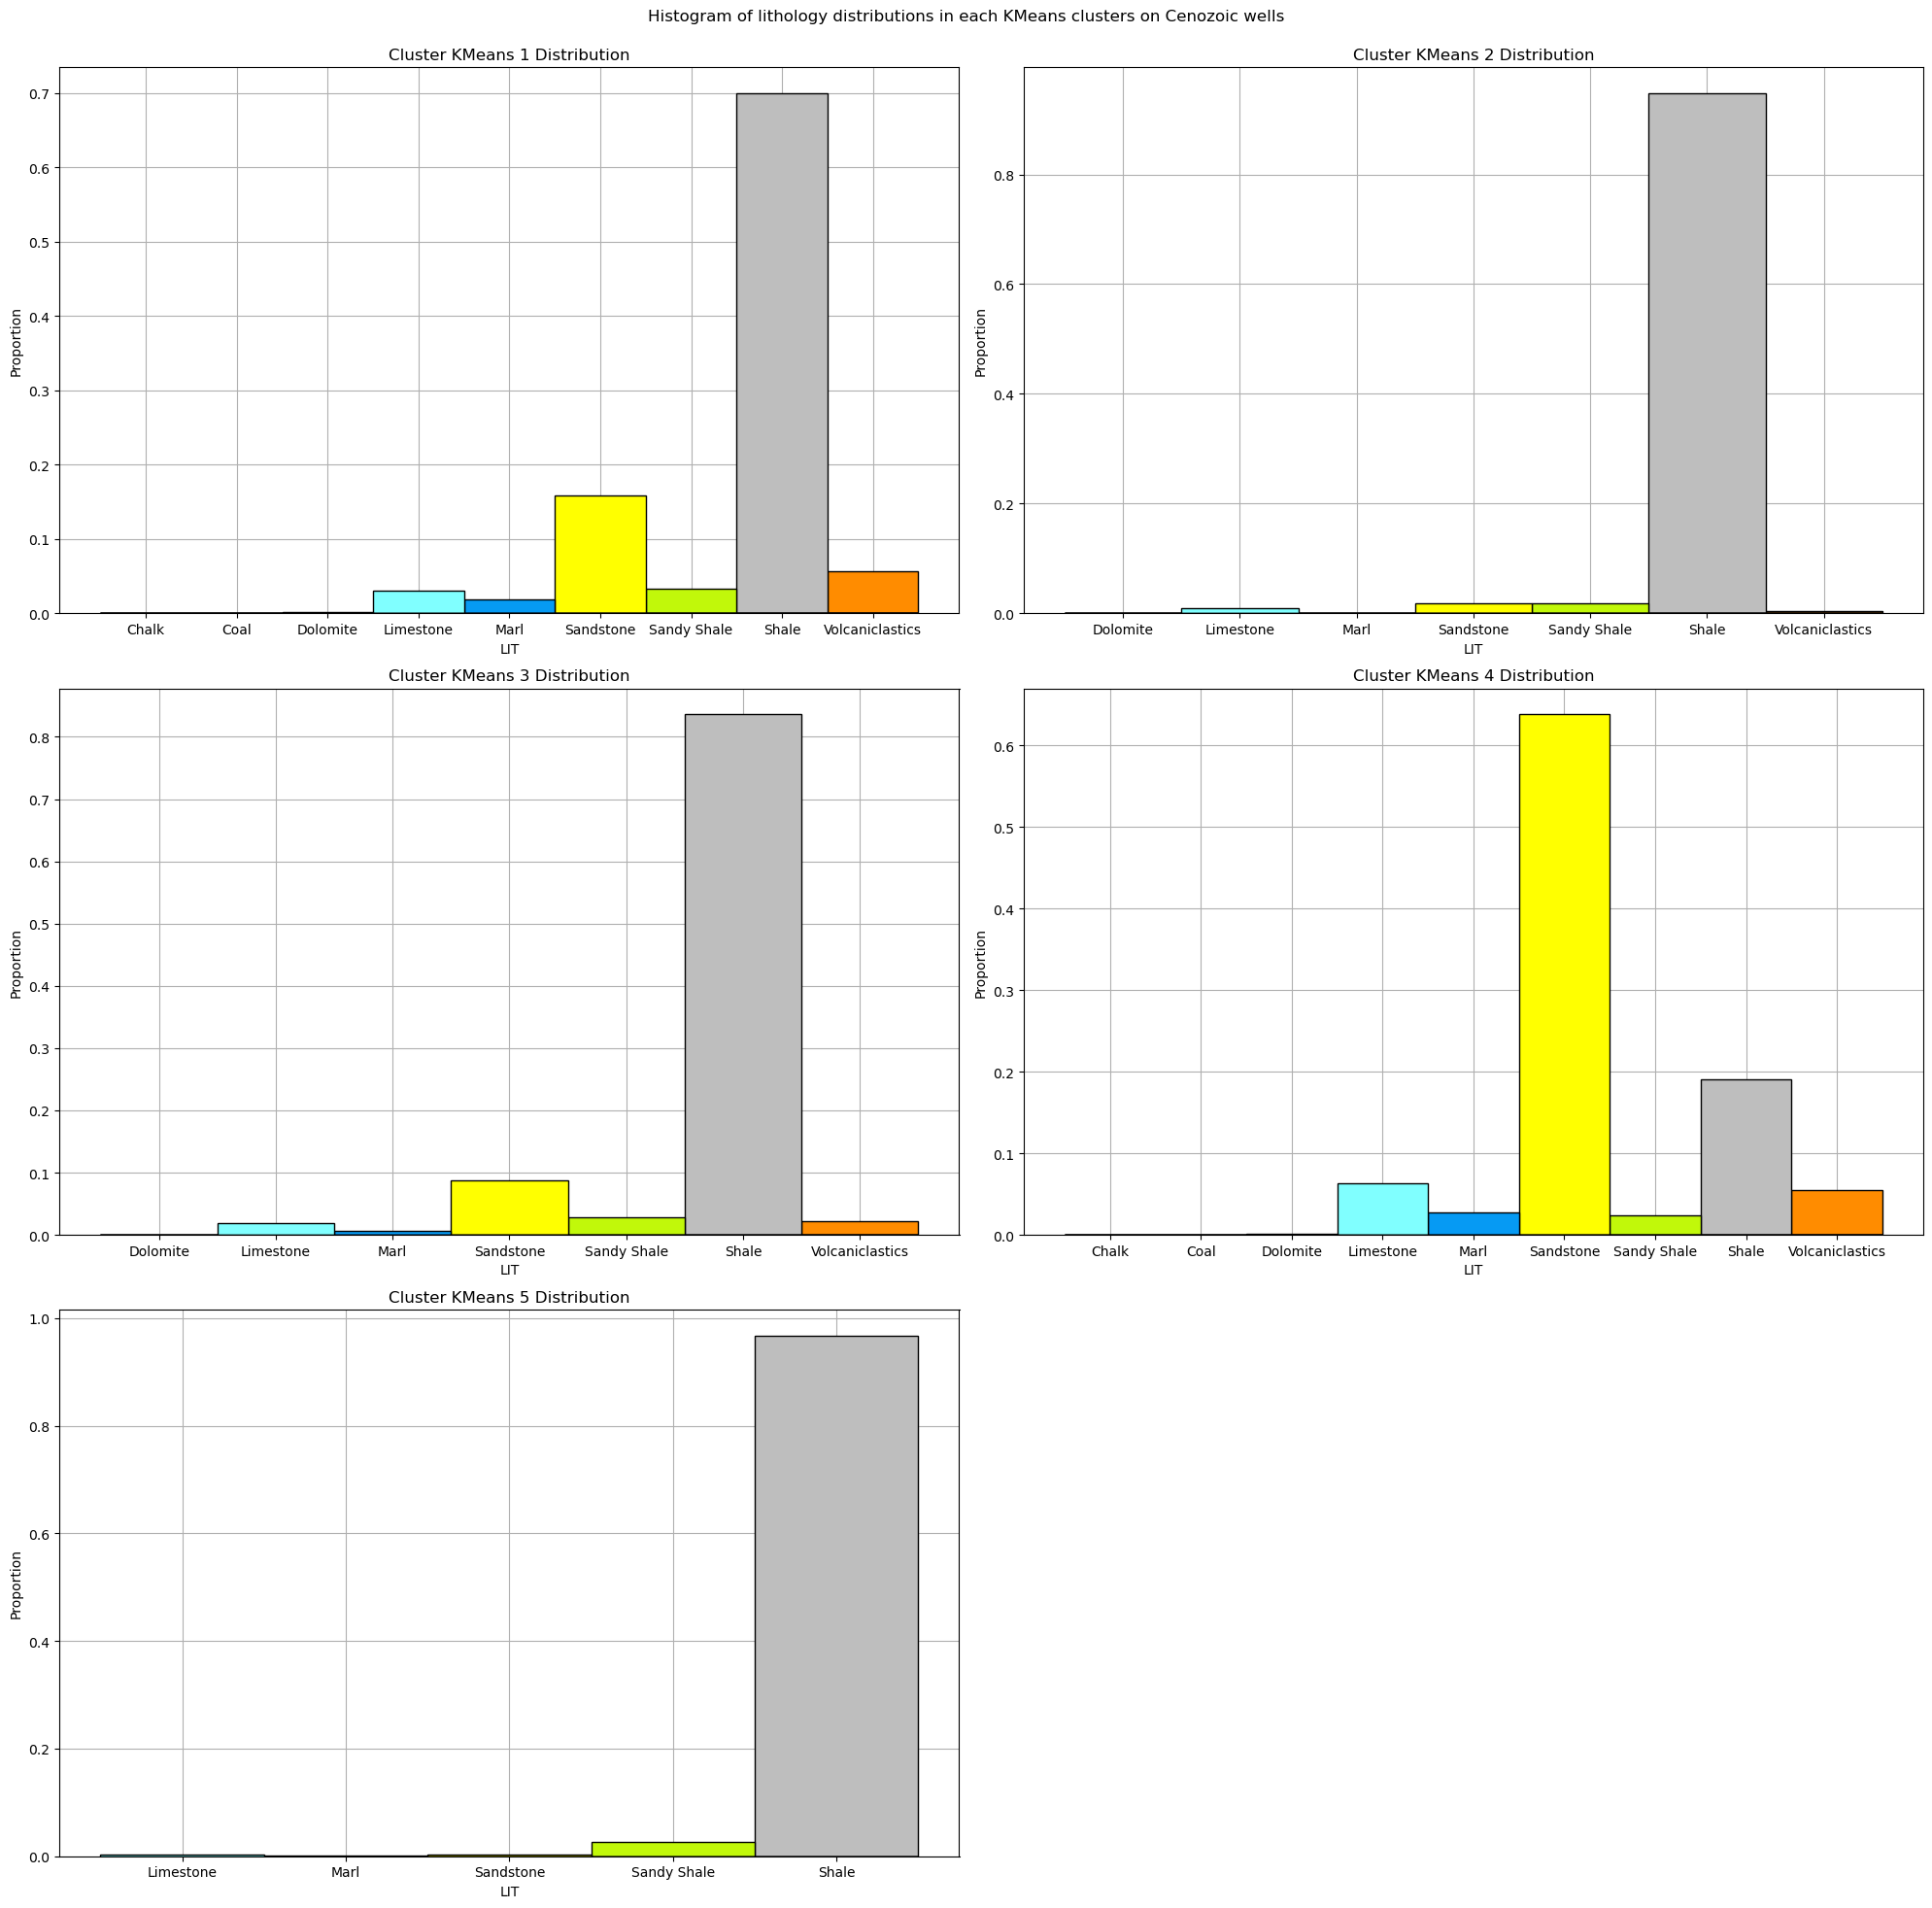 Histogram of lithology distributions in each KMeans clusters on Cenozoic wells
Cluster KMeans 1 Distribution
Proportion
0.7
0.6
0.5
0.4
0.3
0.2
0.1
0.0
Chalk Coal Dolomite Limestone Marl Sandstone Sandy Shale Shale Volcaniclastics
LIT
Cluster KMeans 2 Distribution
Proportion
0.8
0.6
0.4
0.2
0.0
Dolomite Limestone Marl Sandstone Sandy Shale Shale Volcaniclastics
LIT
Cluster KMeans 3 Distribution
Proportion
0.8
0.7
0.6
0.5
0.4
0.3
0.2
0.1
0.0
Dolomite Limestone Marl Sandstone Sandy Shale Shale Volcaniclastics
LIT
Cluster KMeans 4 Distribution
Proportion
0.6
0.5
0.4
0.3
0.2
0.1
0.0
Chalk Coal Dolomite Limestone Marl Sandstone Sandy Shale Shale Volcaniclastics
LIT
Cluster KMeans 5 Distribution
Proportion
1.0
0.8
0.6
0.4
0.2
0.0
Limestone Marl Sandstone Sandy Shale Shale
LIT